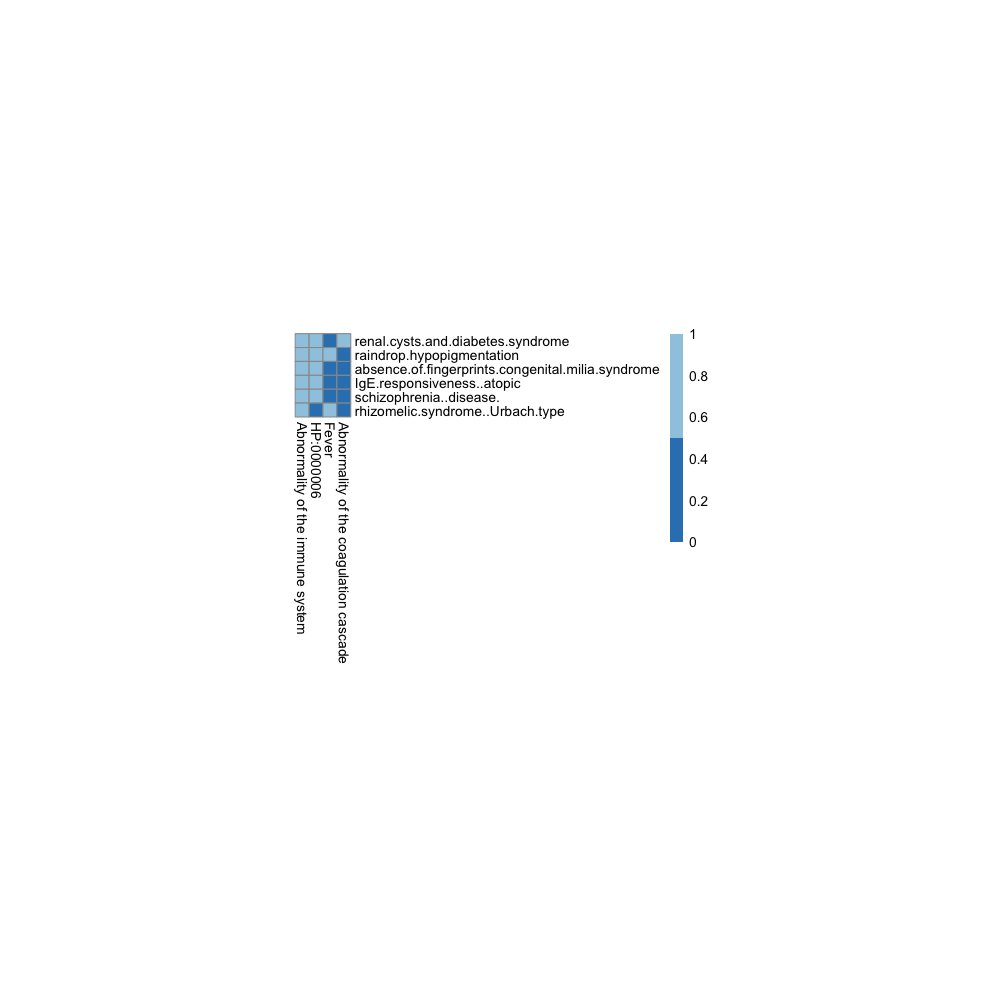 renal.cysts.and.diabetes.syndrome
raindrop.hypopigmentation
absence.of.fingerprints.congenital.milia.syndrome
IgE.responsiveness..atopic
schizophrenia..disease.
rhizomelic.syndrome..Urbach.type
Abnormality of the immune system
HP:0000006
Fever
Abnormality of the coagulation cascade
1
0.8
0.6
0.4
0.2
0